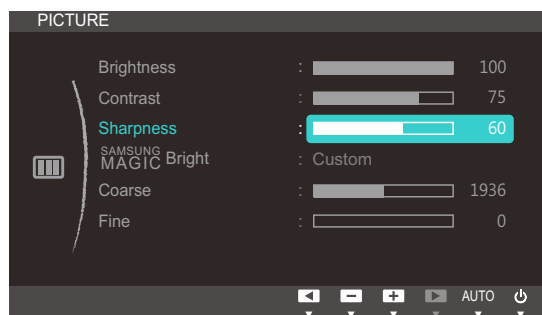 PICTURE
Brightness : 100
Contrast : 75
Sharpness : 60
SAMSUNG MAGIC Bright : Custom
Coarse : 1936
Fine : 0
AUTO